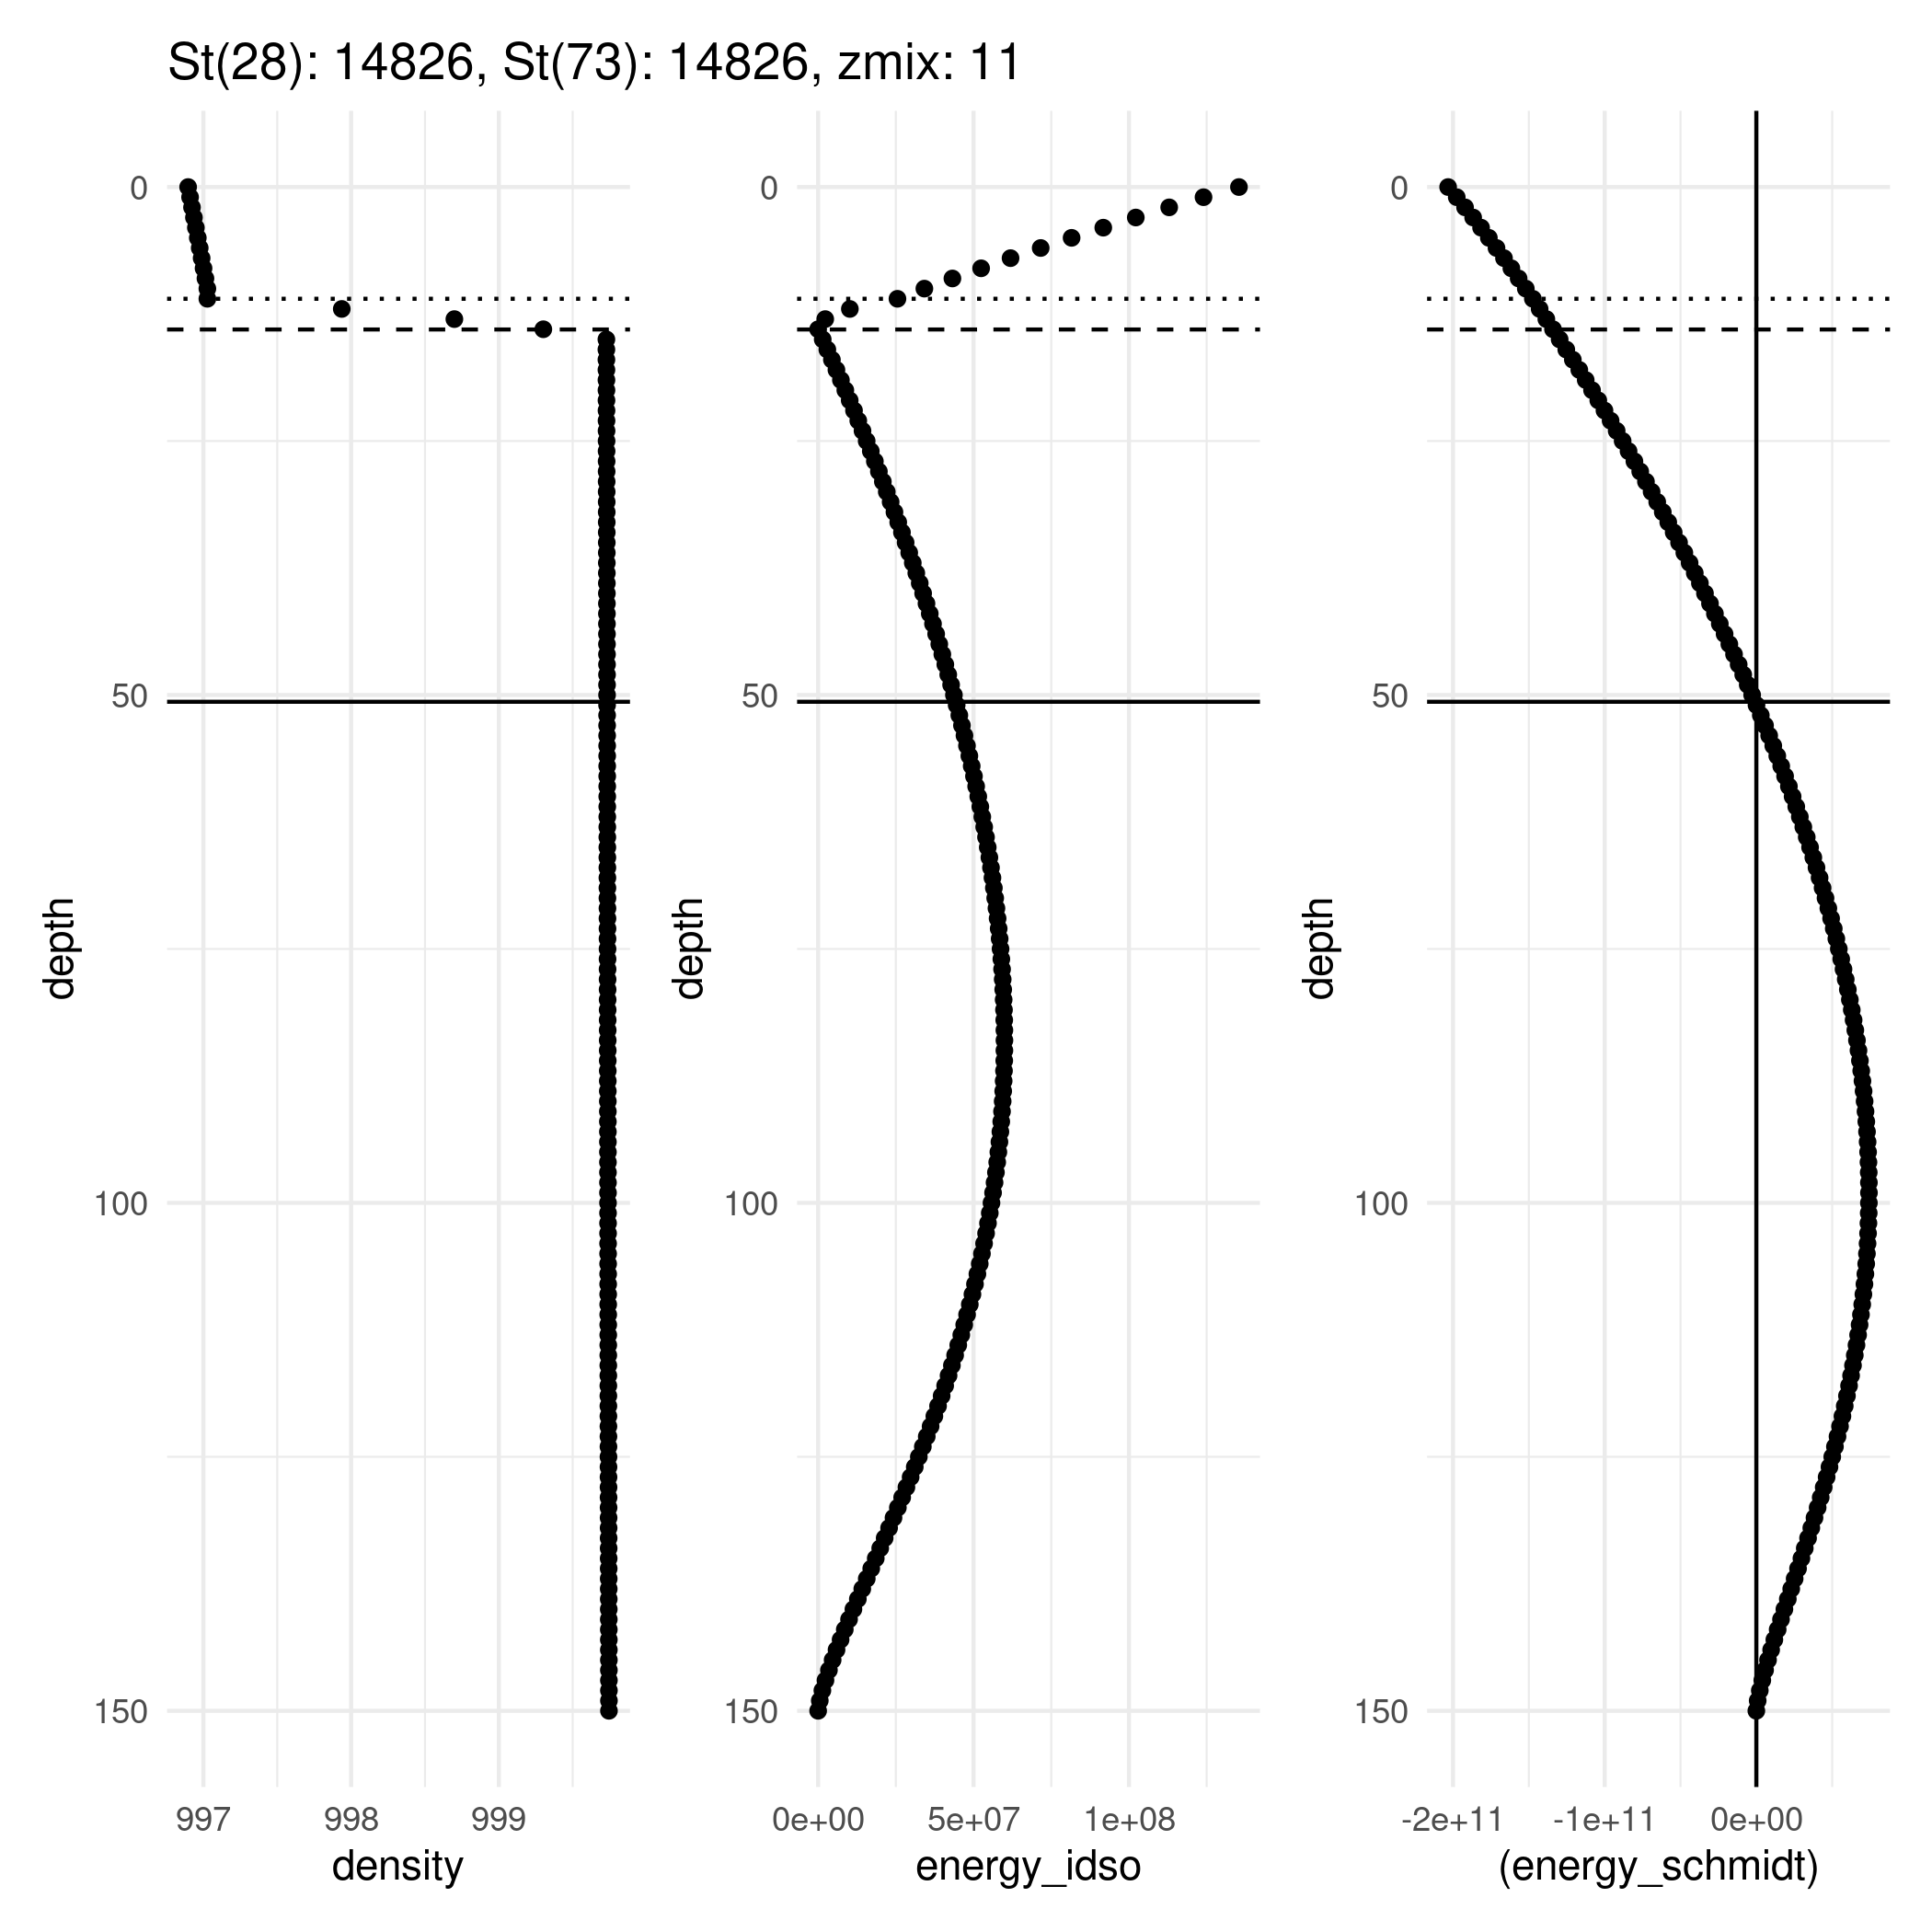 St(28): 14826, St(73): 14826, zmix: 11
0
50
100
150
depth
997 998 999
density
0
50
100
150
depth
0e+00 5e+07 1e+08
energy_idso
0
50
100
150
depth
-2e+11 -1e+11 0e+00
(energy_schmidt)